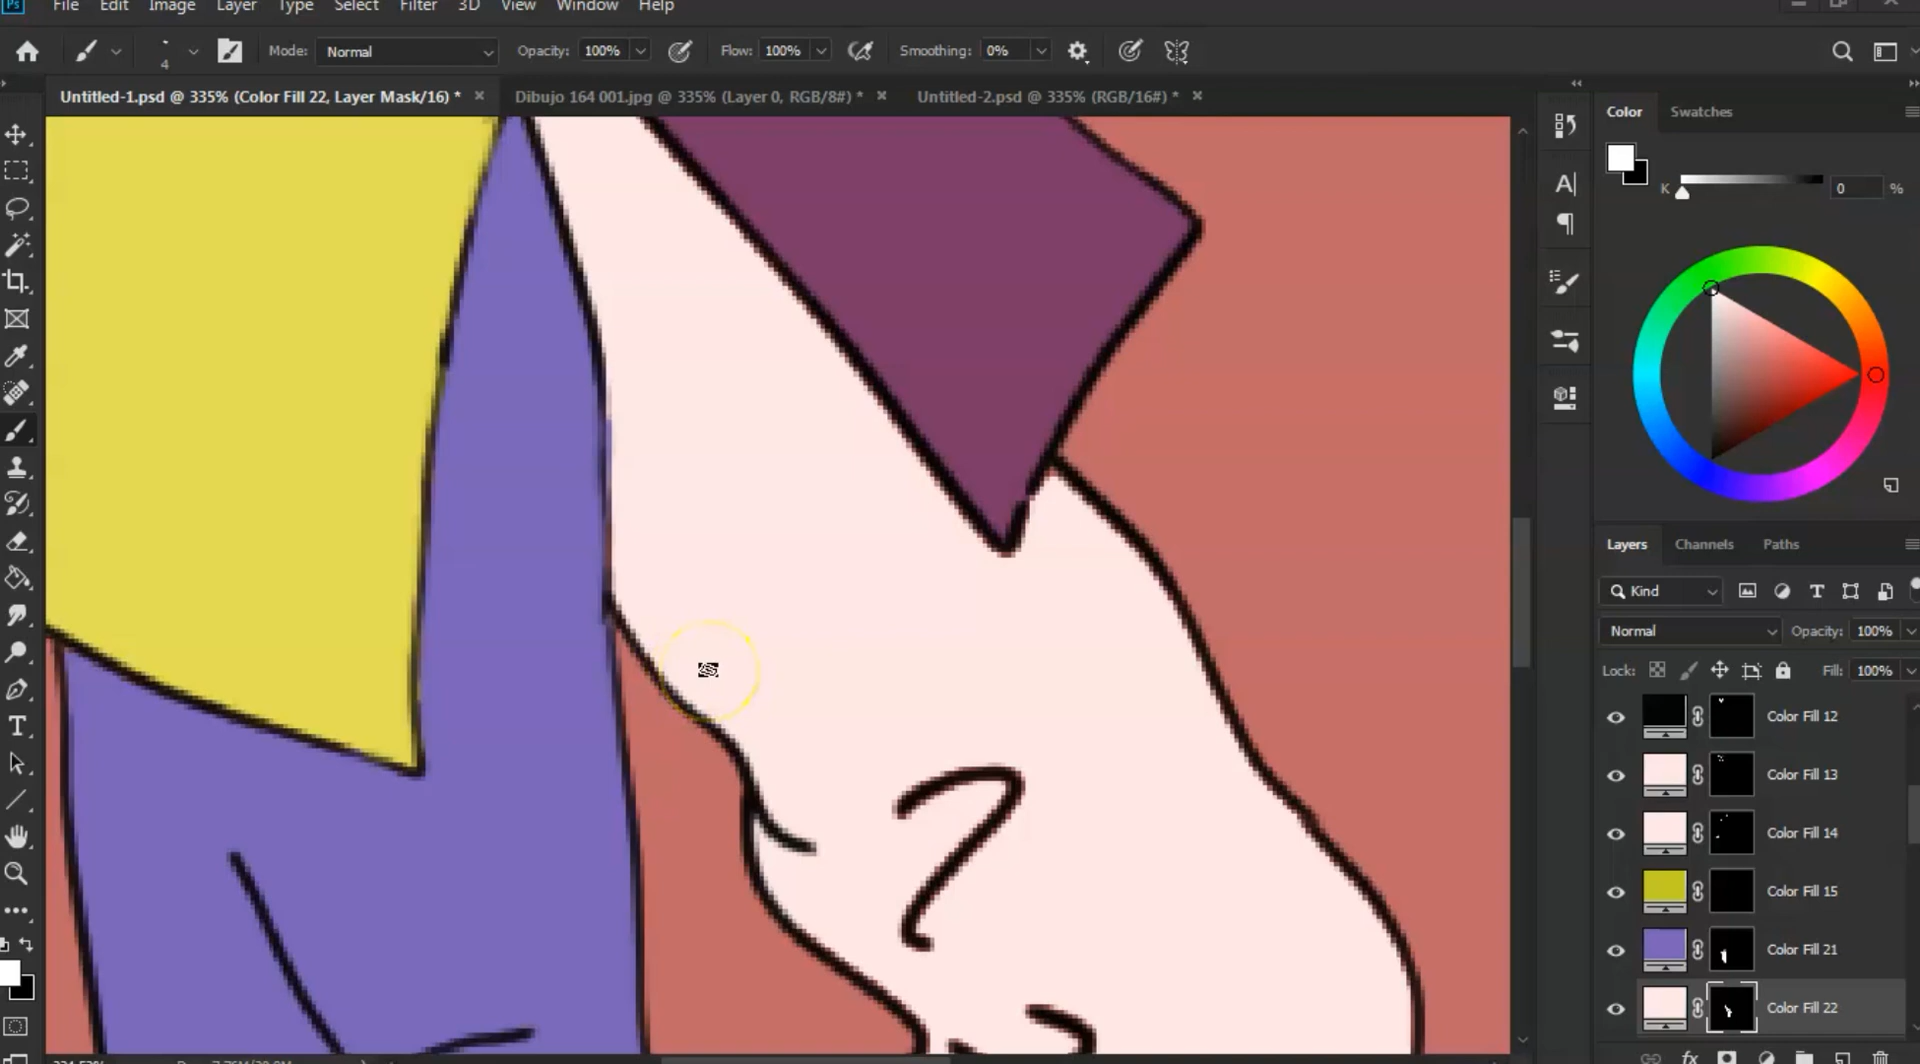 Ps File Edit Image Layer Type Select Filter 3D View Window Help
4 Mode: Normal Opacity: 100% Flow: 100% Smoothing: 0%
Untitled-1.psd @ 335% (Color Fill 22, Layer Mask/16) * × Dibujo 164 001.jpg @ 335% (Layer 0, RGB/8#) * × Untitled-2.psd @ 335% (RGB/16#) * ×
Color Swatches
K 0 %
Layers Channels Paths
Kind
Normal Opacity: 100%
Lock: Fill: 100%
Color Fill 12
Color Fill 13
Color Fill 14
Color Fill 15
Color Fill 21
Color Fill 22